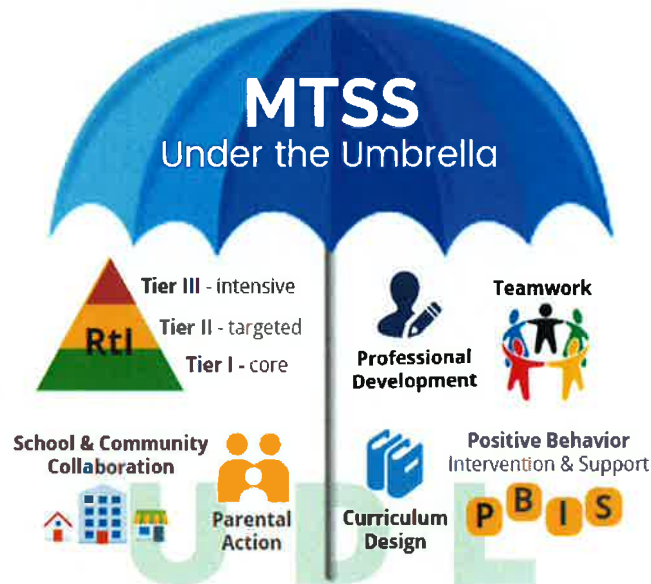 MTSS
Under the Umbrella
Tier III - intensive
Tier II - targeted
Tier I - core
RtI
Professional
Development
Teamwork
School & Community
Collaboration
Parental
Action
Curriculum
Design
Positive Behavior
Intervention & Support
PBIS
UDL